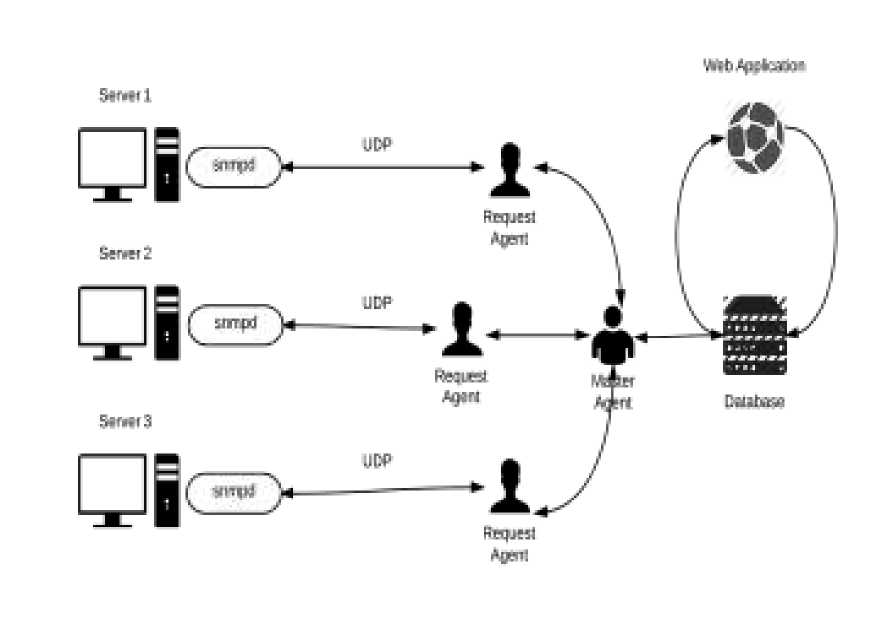 Web Application
Server 1
snmpd
UDP
Request
Agent
Server 2
snmpd
UDP
Request
Agent
Master
Agent
Database
Server 3
snmpd
UDP
Request
Agent